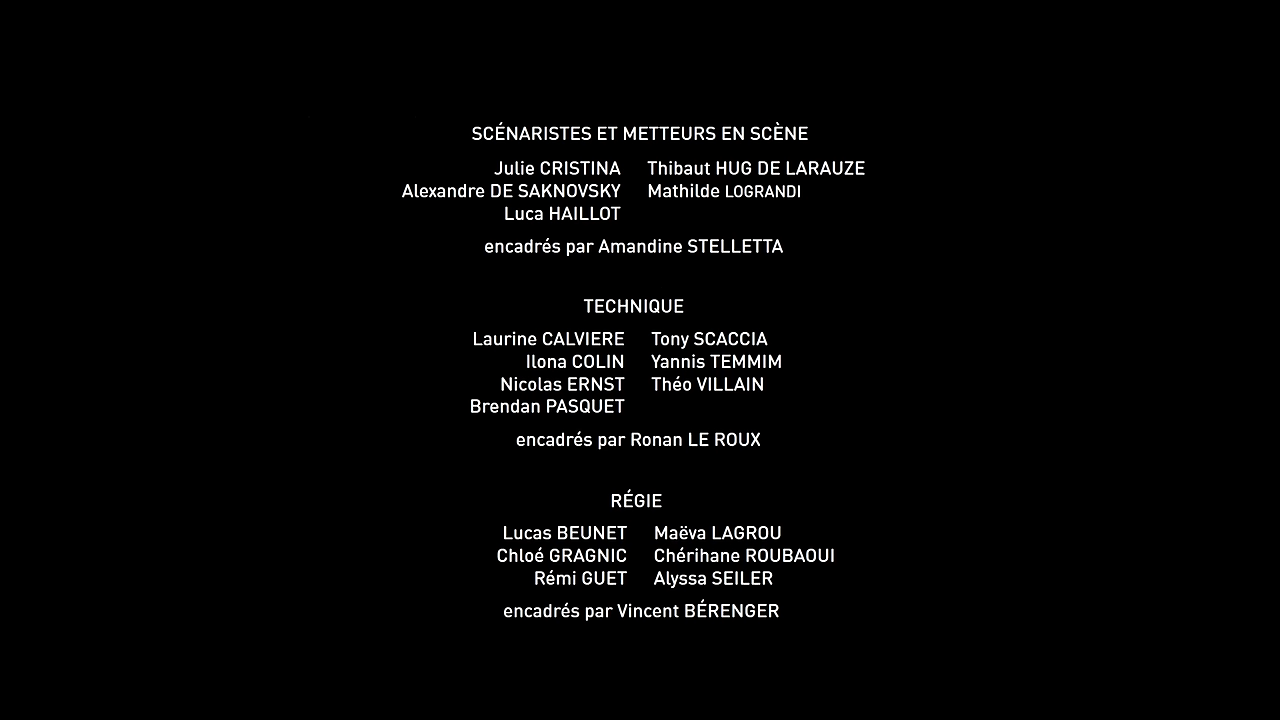 SCÉNARISTES ET METTEURS EN SCÈNE
Julie CRISTINA Thibaut HUG DE LARAUZE
Alexandre DE SAKNOVSKY Mathilde LOGRANDI
Luca HAILLOT
encadrés par Amandine STELLETTA
TECHNIQUE
Laurine CALVIERE Tony SCACCIA
Ilona COLIN Yannis TEMMIM
Nicolas ERNST Théo VILLAIN
Brendan PASQUET
encadrés par Ronan LE ROUX
RÉGIE
Lucas BEUNET Maëva LAGROU
Chloé GRAGNIC Chérihane ROUBAOUI
Rémi GUET Alyssa SEILER
encadrés par Vincent BÉRENGER